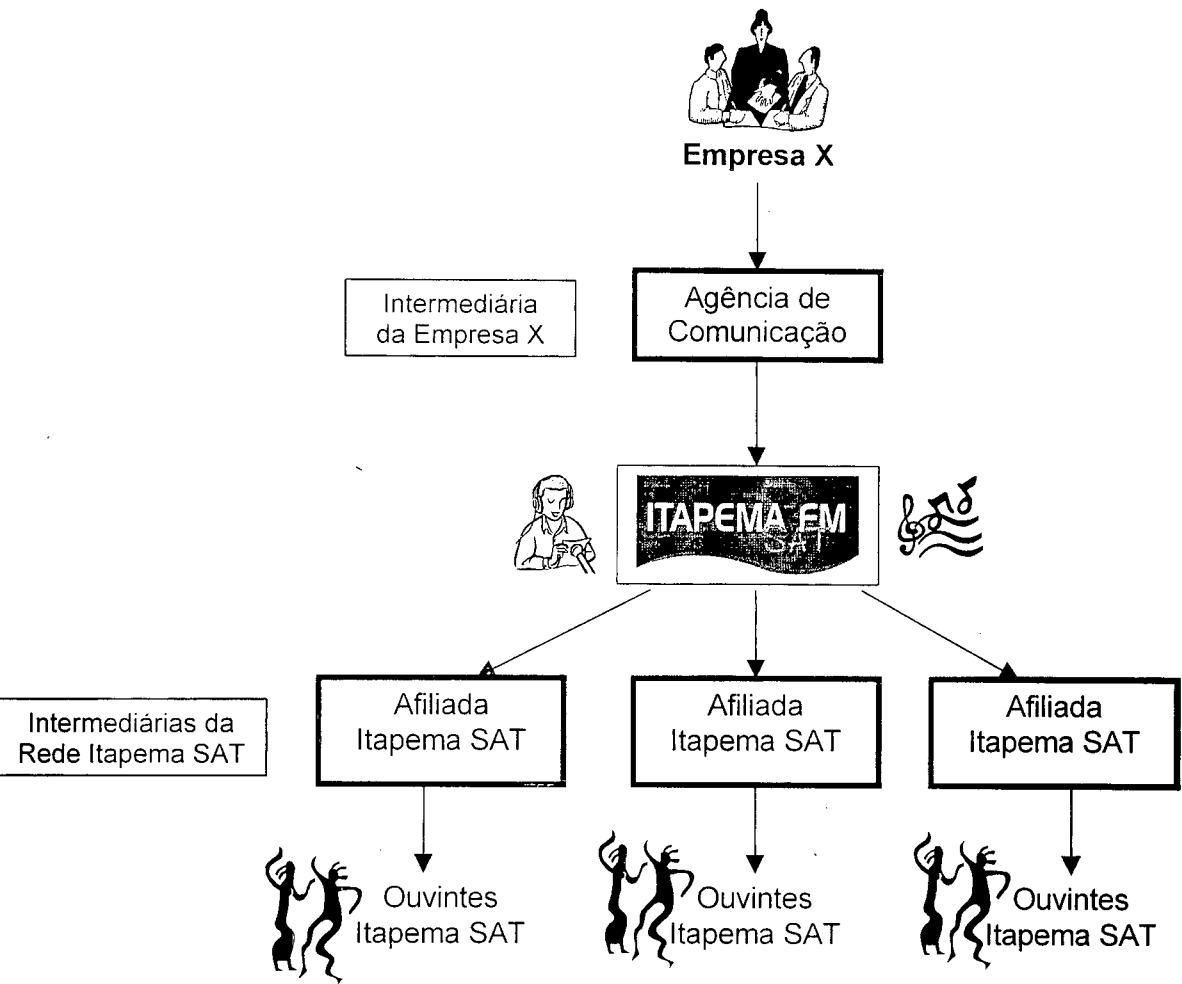 Empresa X
Intermediária
da Empresa X
Agência de
Comunicação
ITAPEMA FM
SAT
Intermediárias da
Rede Itapema SAT
Afiliada
Itapema SAT
Afiliada
Itapema SAT
Afiliada
Itapema SAT
Ouvintes
Itapema SAT
Ouvintes
Itapema SAT
Ouvintes
Itapema SAT